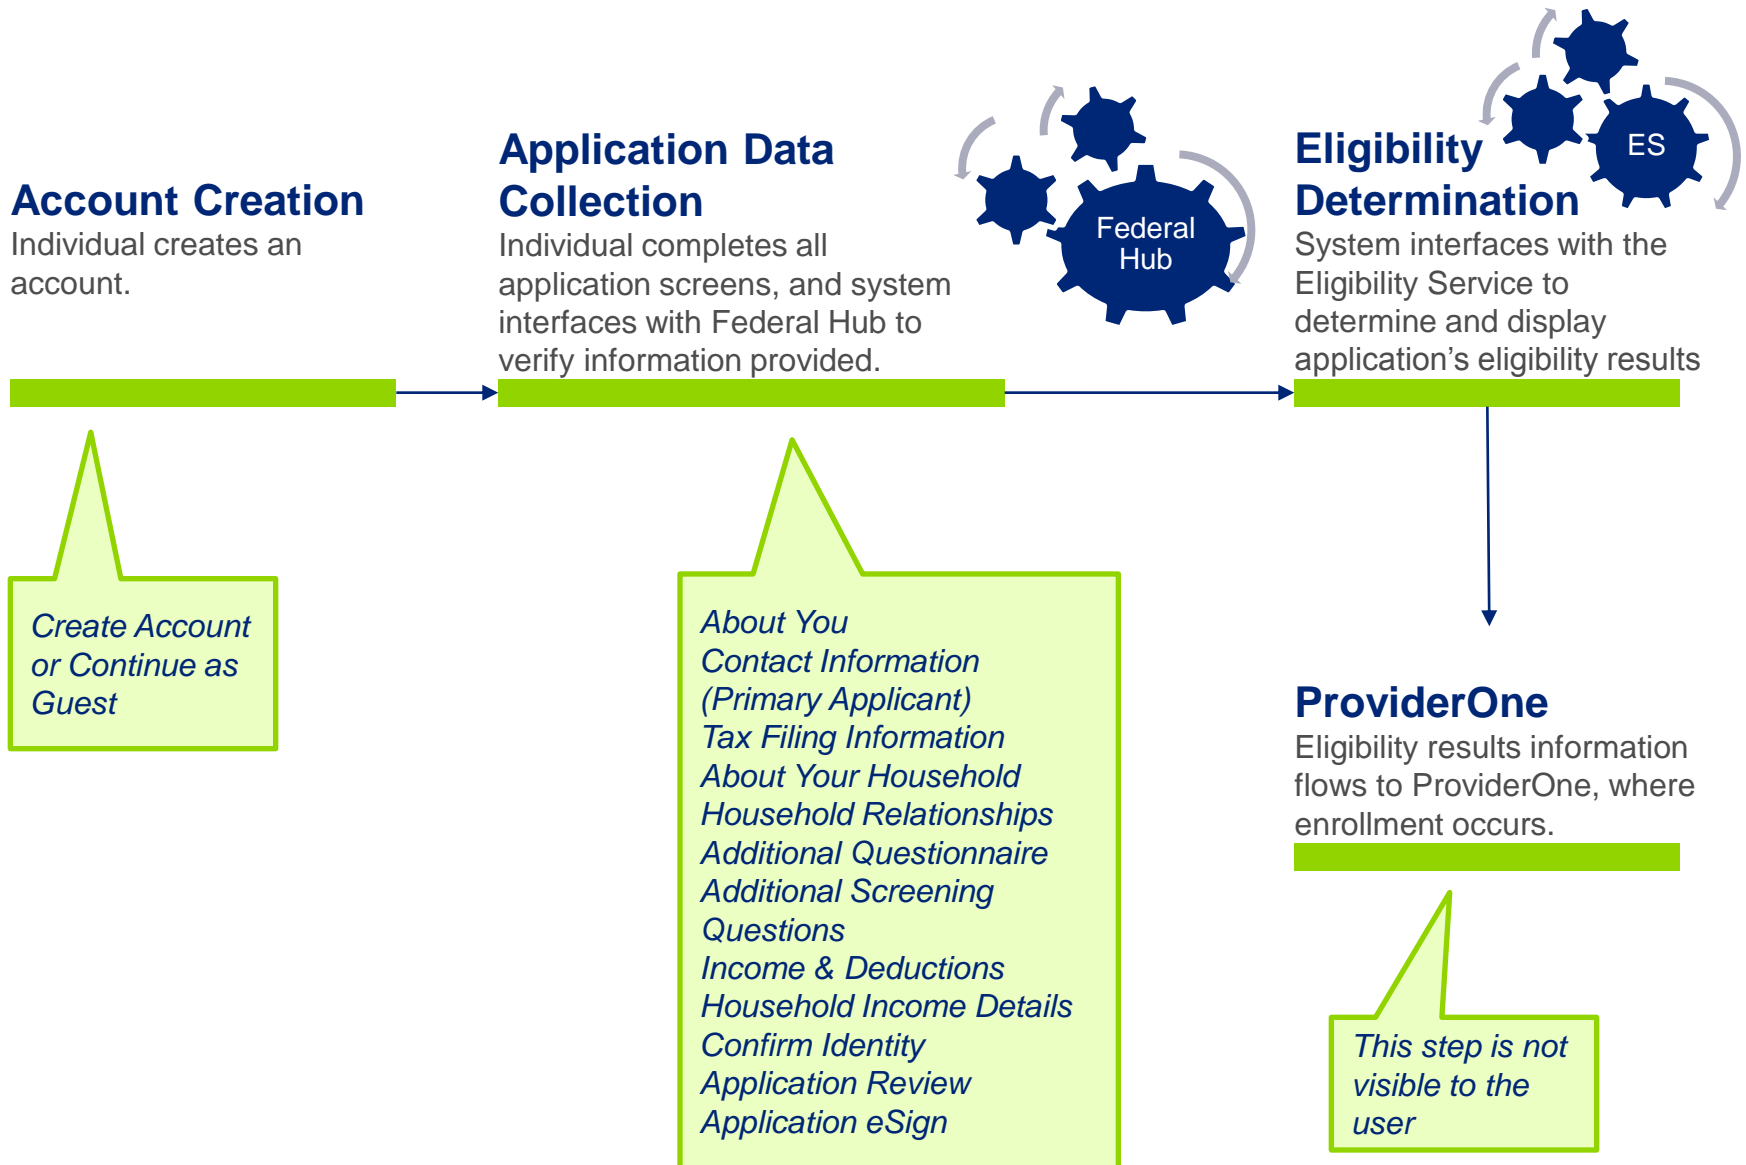 Account Creation
Individual creates an
account.
Application Data
Collection
Individual completes all
application screens, and system
interfaces with Federal Hub to
verify information provided.
Federal
Hub
Eligibility
Determination
System interfaces with the
Eligibility Service to
determine and display
application’s eligibility results
ES
Create Account
or Continue as
Guest
About You
Contact Information
(Primary Applicant)
Tax Filing Information
About Your Household
Household Relationships
Additional Questionnaire
Additional Screening
Questions
Income & Deductions
Household Income Details
Confirm Identity
Application Review
Application eSign
ProviderOne
Eligibility results information
flows to ProviderOne, where
enrollment occurs.
This step is not
visible to the
user